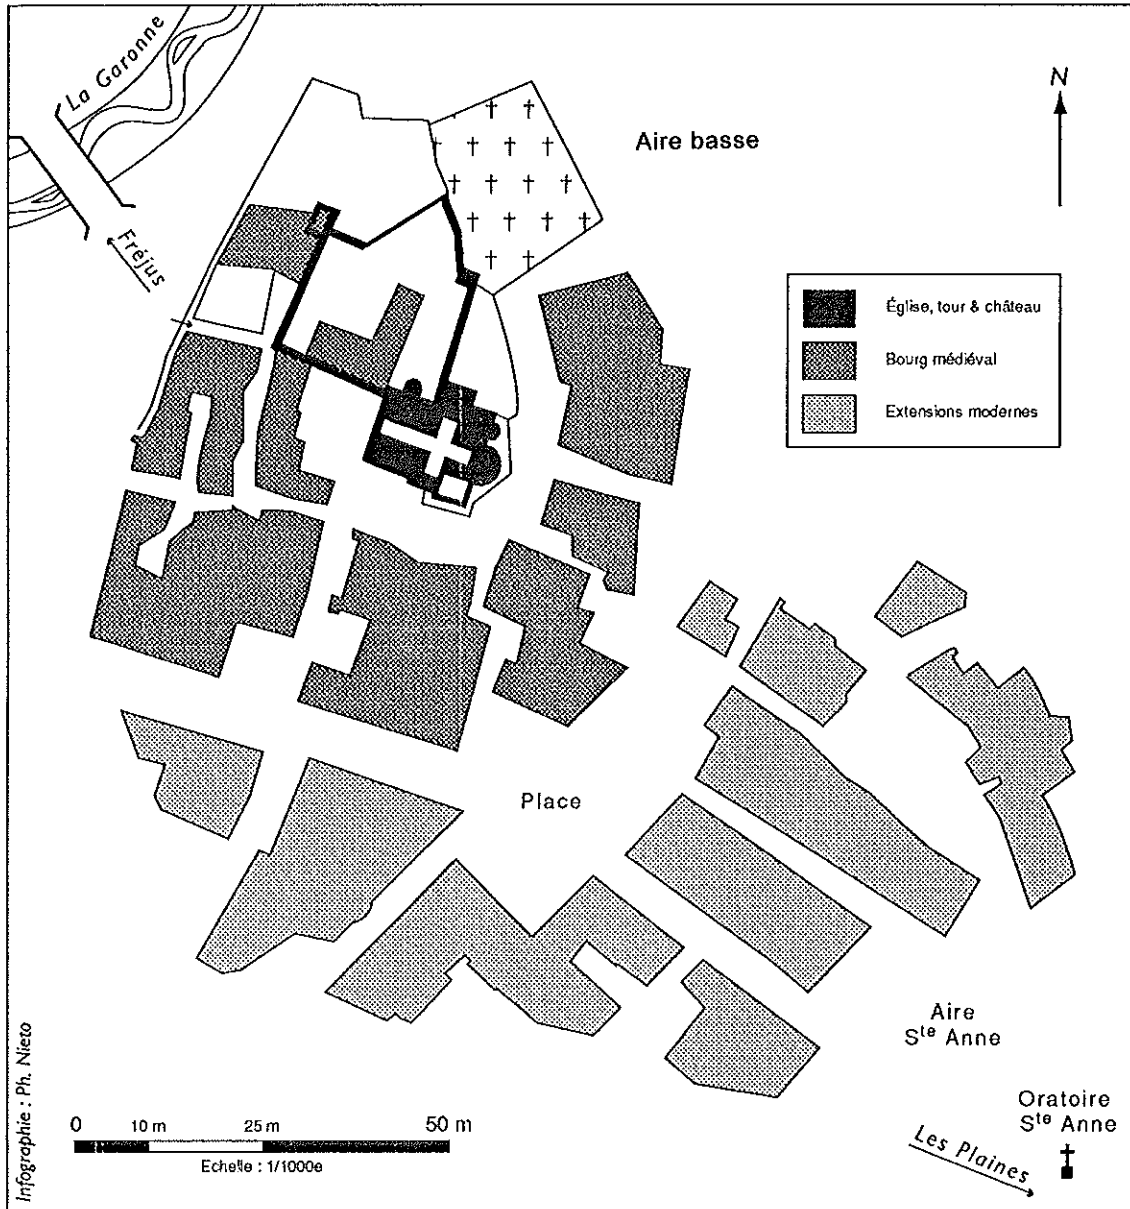 La Garonne
Fréjus
Aire basse
N
Église, tour & château
Bourg médiéval
Extensions modernes
Place
Aire
Ste Anne
Oratoire
Ste Anne
Les Plaines
0 10 m 25 m 50 m
Echelle : 1/1000e
Infographie : Ph. Nieto